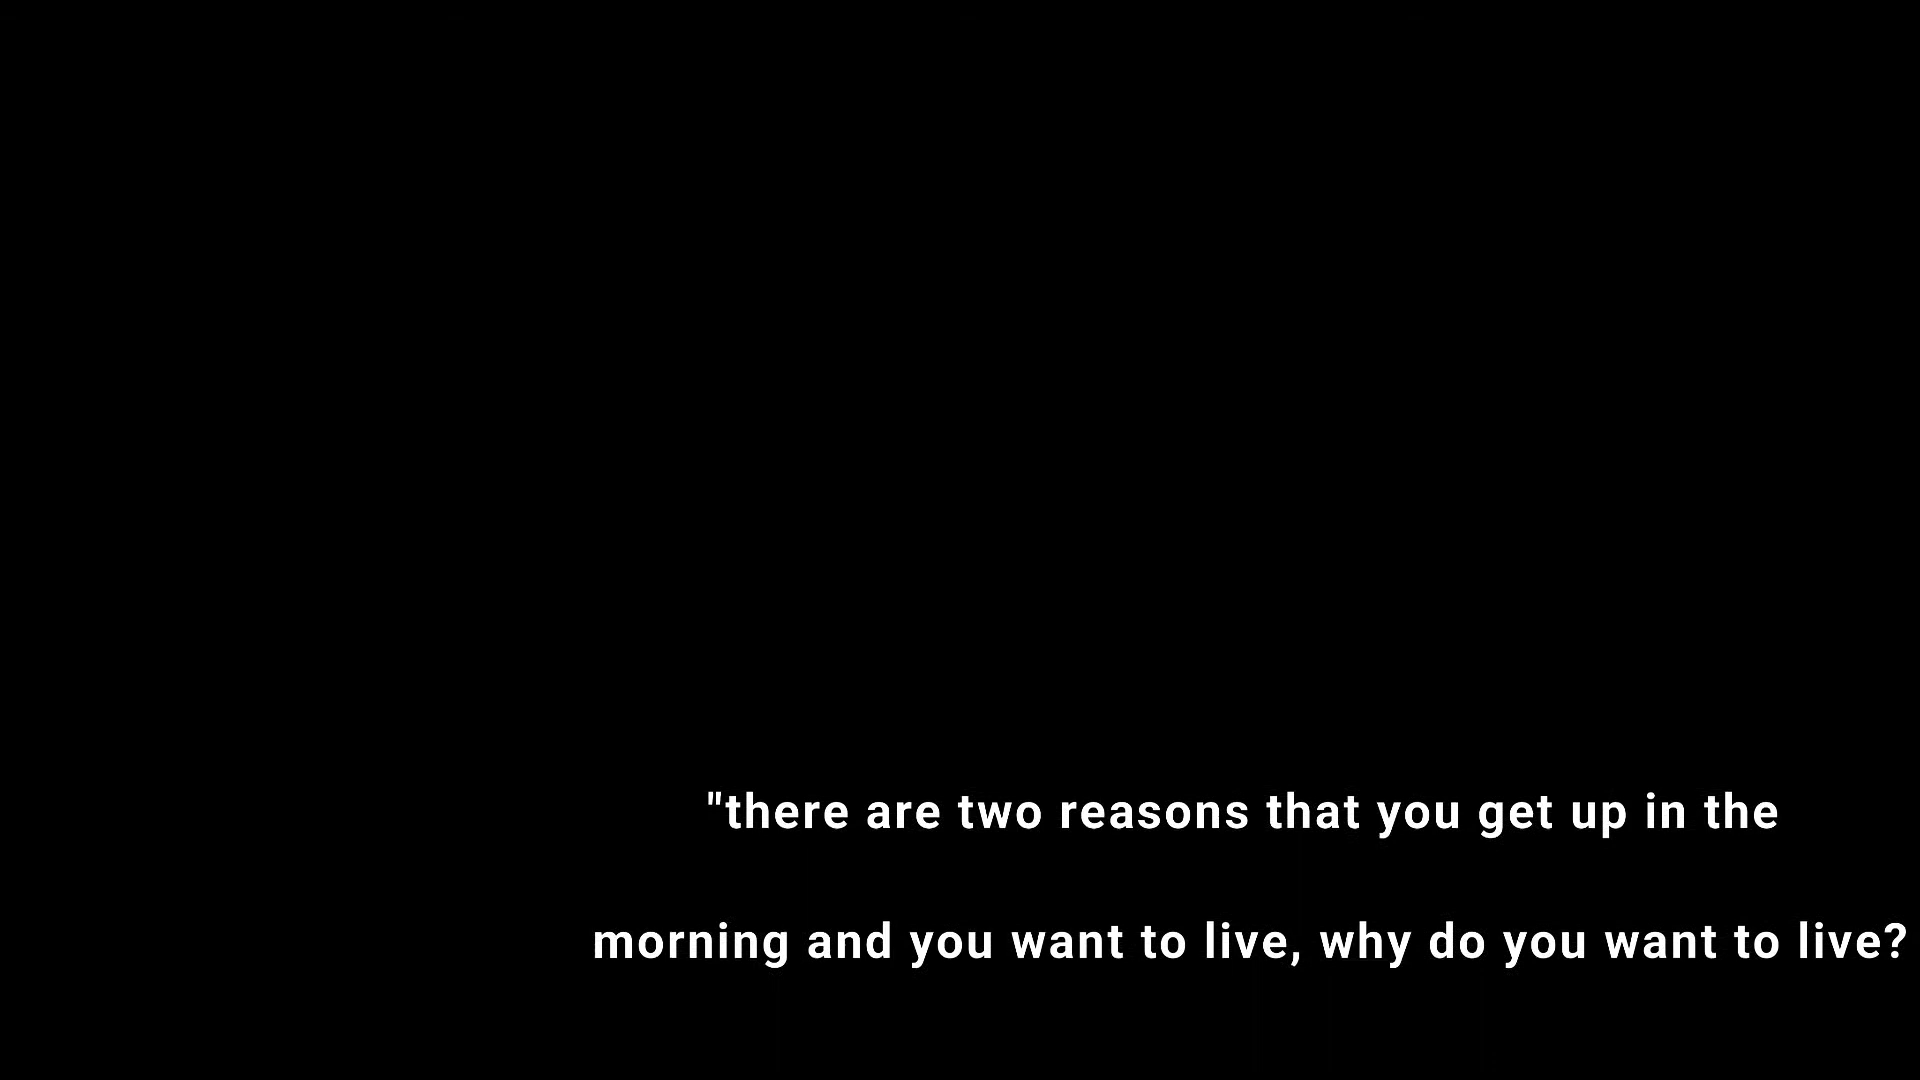 "there are two reasons that you get up in the
morning and you want to live, why do you want to live?